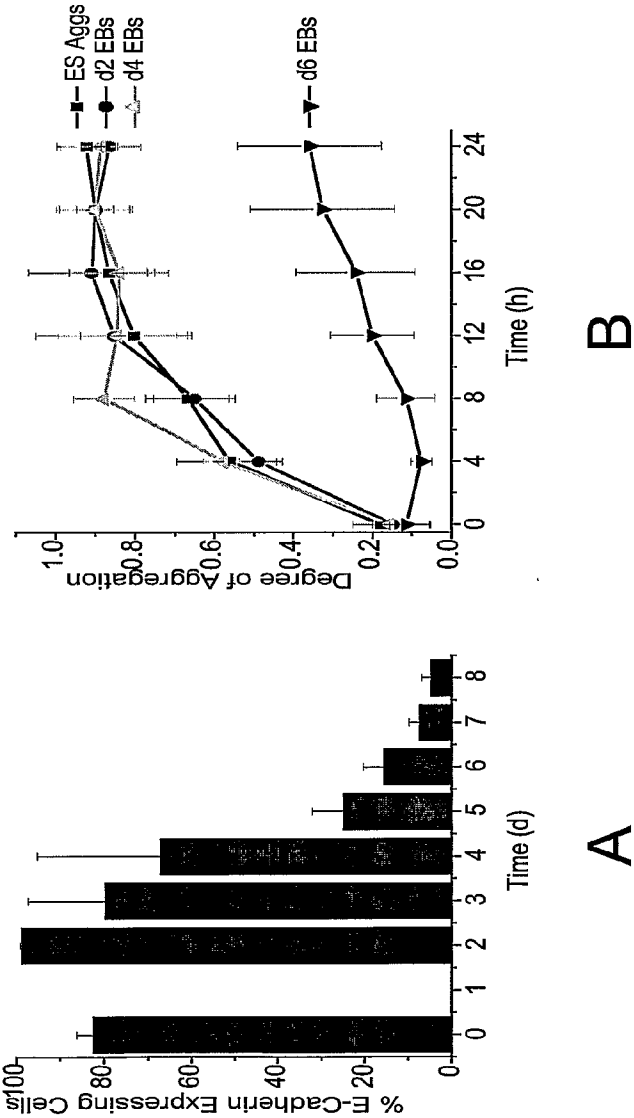 % E-Cadherin Expressing Cells
100
80
60
40
20
0
0 1 2 3 4 5 6 7 8
Time (d)
A
Degree of Aggregation
1.0
0.8
0.6
0.4
0.2
0.0
0 4 8 12 16 20 24
Time (h)
ES Aggs
d2 EBs
d4 EBs
d6 EBs
B